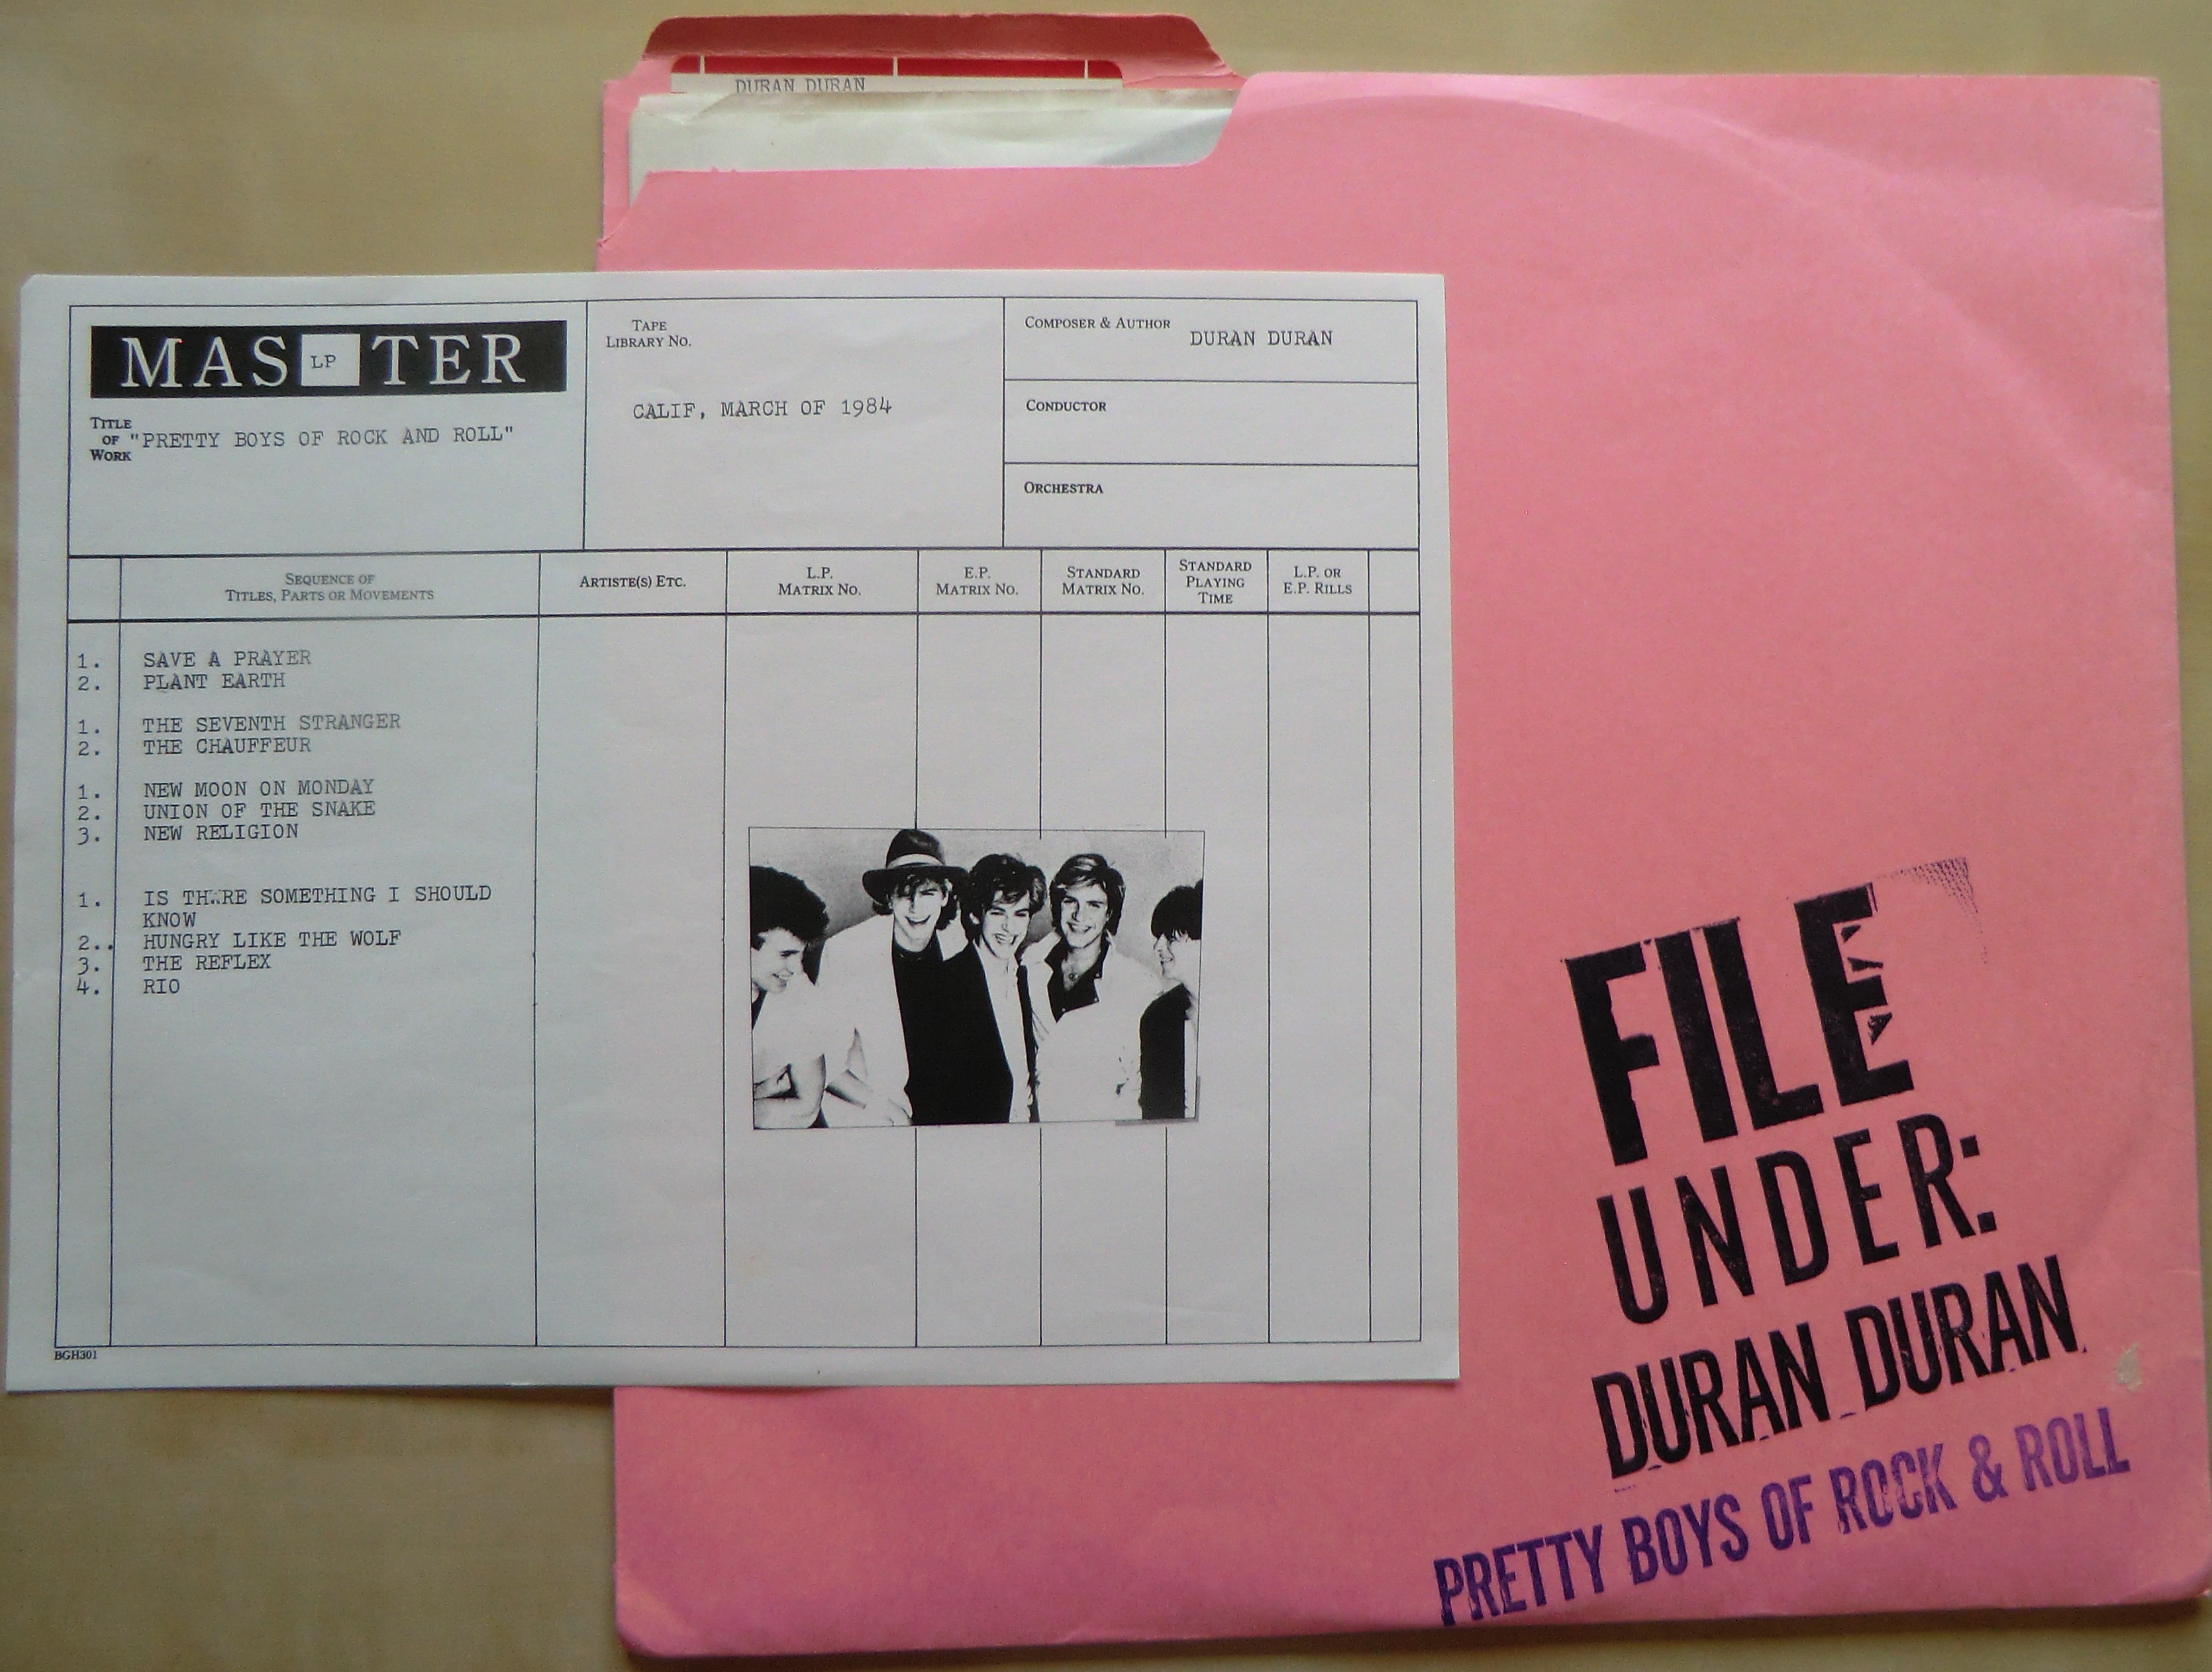 DURAN DURAN
MAS LP TER
TITLE OF WORK "PRETTY BOYS OF ROCK AND ROLL"
TAPE
LIBRARY NO.
CALIF, MARCH OF 1984
COMPOSER & AUTHOR DURAN DURAN
CONDUCTOR
ORCHESTRA
SEQUENCE OF
TITLES, PARTS OR MOVEMENTS
ARTISTE(S) ETC.
L.P.
MATRIX NO.
E.P.
MATRIX NO.
STANDARD
MATRIX NO.
STANDARD
PLAYING
TIME
L.P. OR
E.P. RILLS
1. SAVE A PRAYER
2. PLANT EARTH
1. THE SEVENTH STRANGER
2. THE CHAUFFEUR
1. NEW MOON ON MONDAY
2. UNION OF THE SNAKE
3. NEW RELIGION
1. IS THERE SOMETHING I SHOULD
KNOW
2.. HUNGRY LIKE THE WOLF
3. THE REFLEX
4. RIO
BGH301
FILE
UNDER:
DURAN DURAN
PRETTY BOYS OF ROCK & ROLL